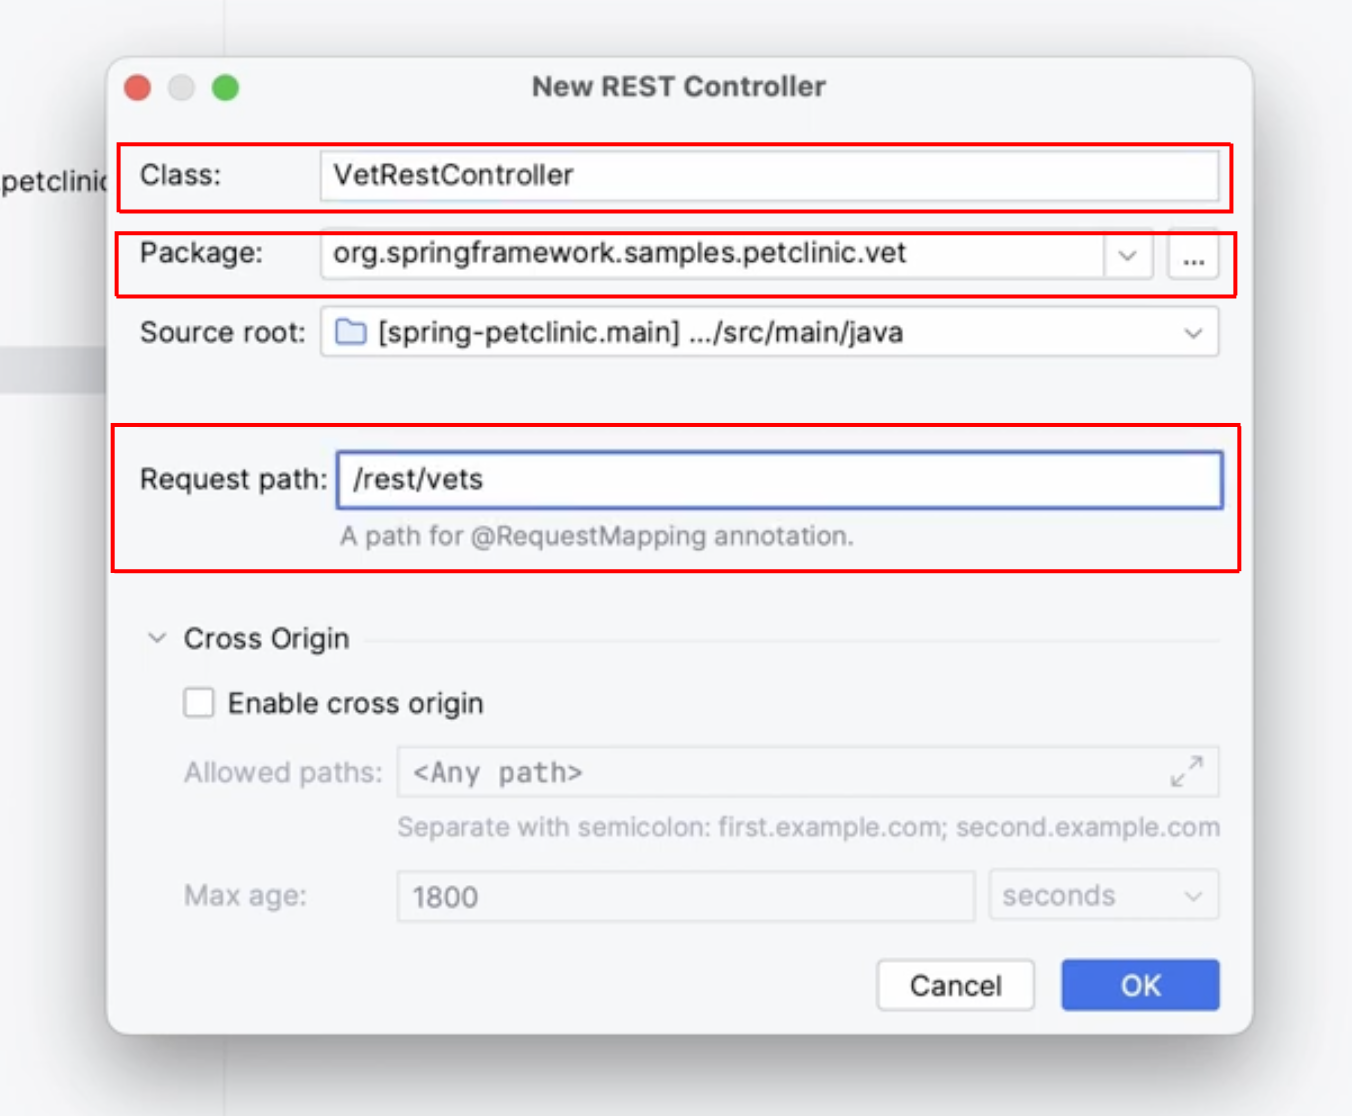 New REST Controller
Class: VetRestController
petclinic
Package: org.springframework.samples.petclinic.vet ...
Source root: [spring-petclinic.main] .../src/main/java
Request path: /rest/vets
A path for @RequestMapping annotation.
Cross Origin
Enable cross origin
Allowed paths: <Any path>
Separate with semicolon: first.example.com; second.example.com
Max age: 1800 seconds
Cancel OK